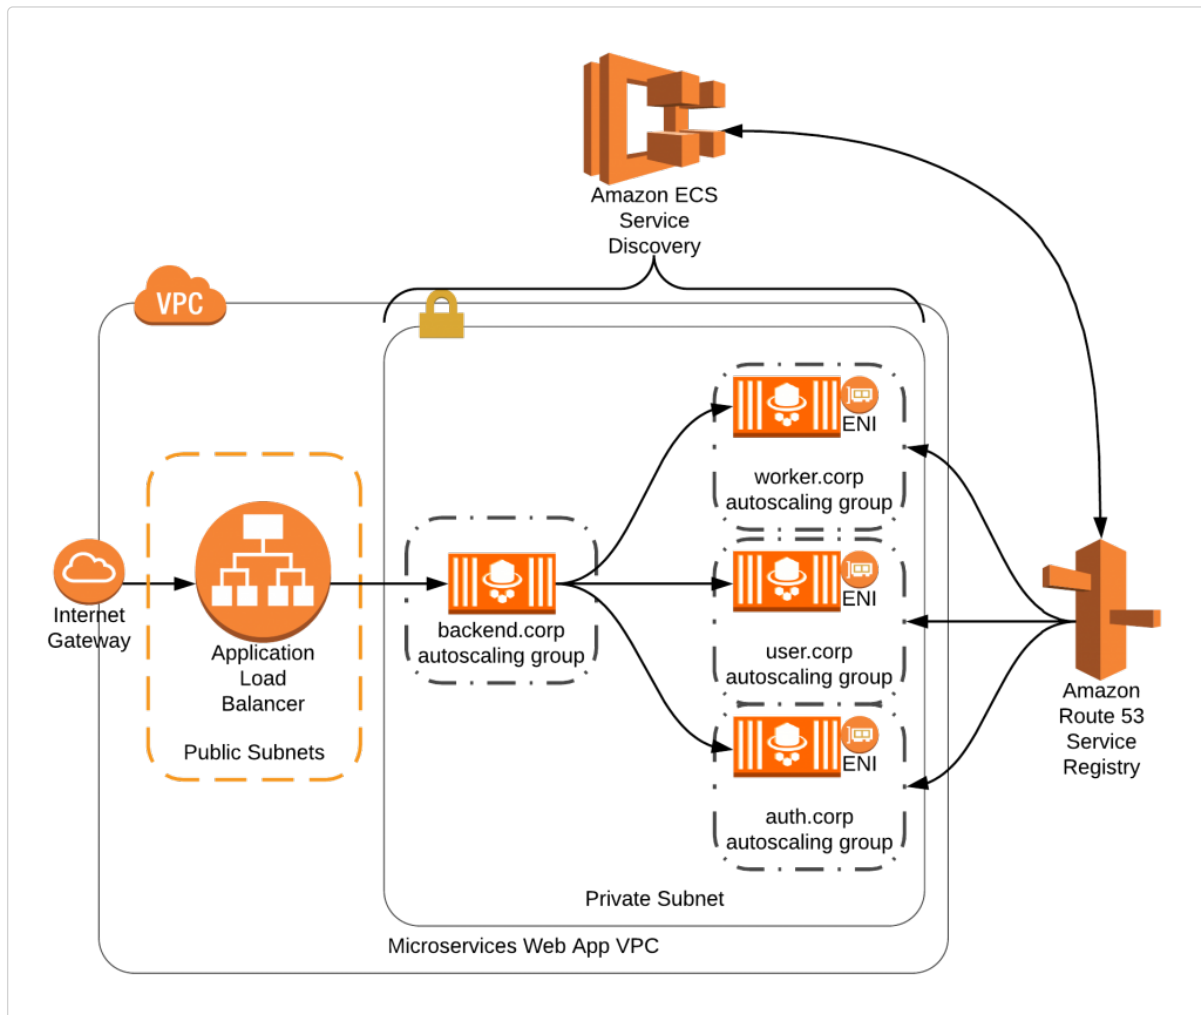 Amazon ECS
Service
Discovery
VPC
ENI
worker.corp
autoscaling group
Internet
Gateway
Application
Load
Balancer
Public Subnets
backend.corp
autoscaling group
ENI
user.corp
autoscaling group
ENI
auth.corp
autoscaling group
Amazon
Route 53
Service
Registry
Private Subnet
Microservices Web App VPC